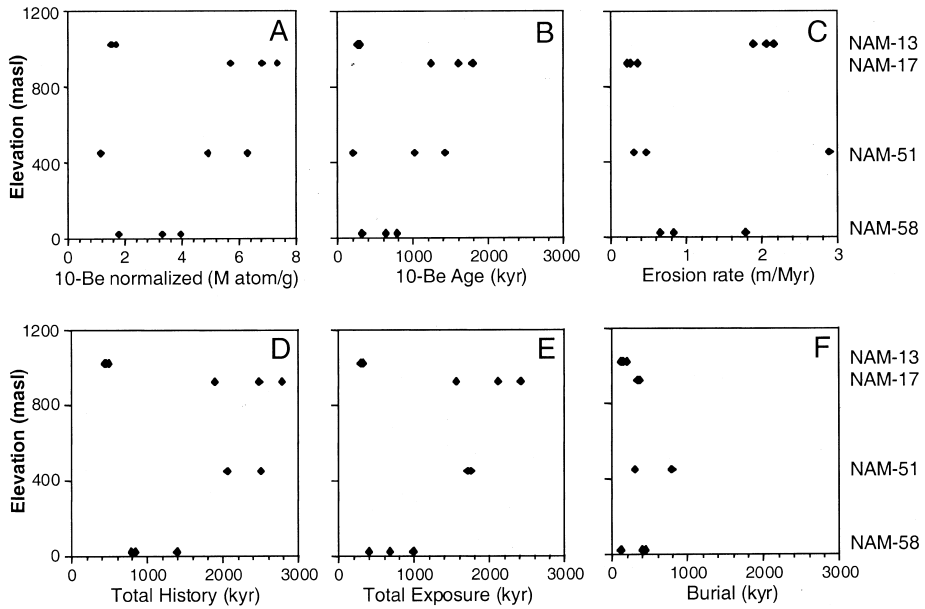 1200
A
B
C
NAM-13
NAM-17
800
Elevation (masl)
400
NAM-51
NAM-58
0
0 2 4 6 8
0 1000 2000 3000
0 1 2 3
10-Be normalized (M atom/g)
10-Be Age (kyr)
Erosion rate (m/Myr)
1200
D
E
F
NAM-13
NAM-17
800
Elevation (masl)
400
NAM-51
NAM-58
0
0 1000 2000 3000
0 1000 2000 3000
0 1000 2000 3000
Total History (kyr)
Total Exposure (kyr)
Burial (kyr)